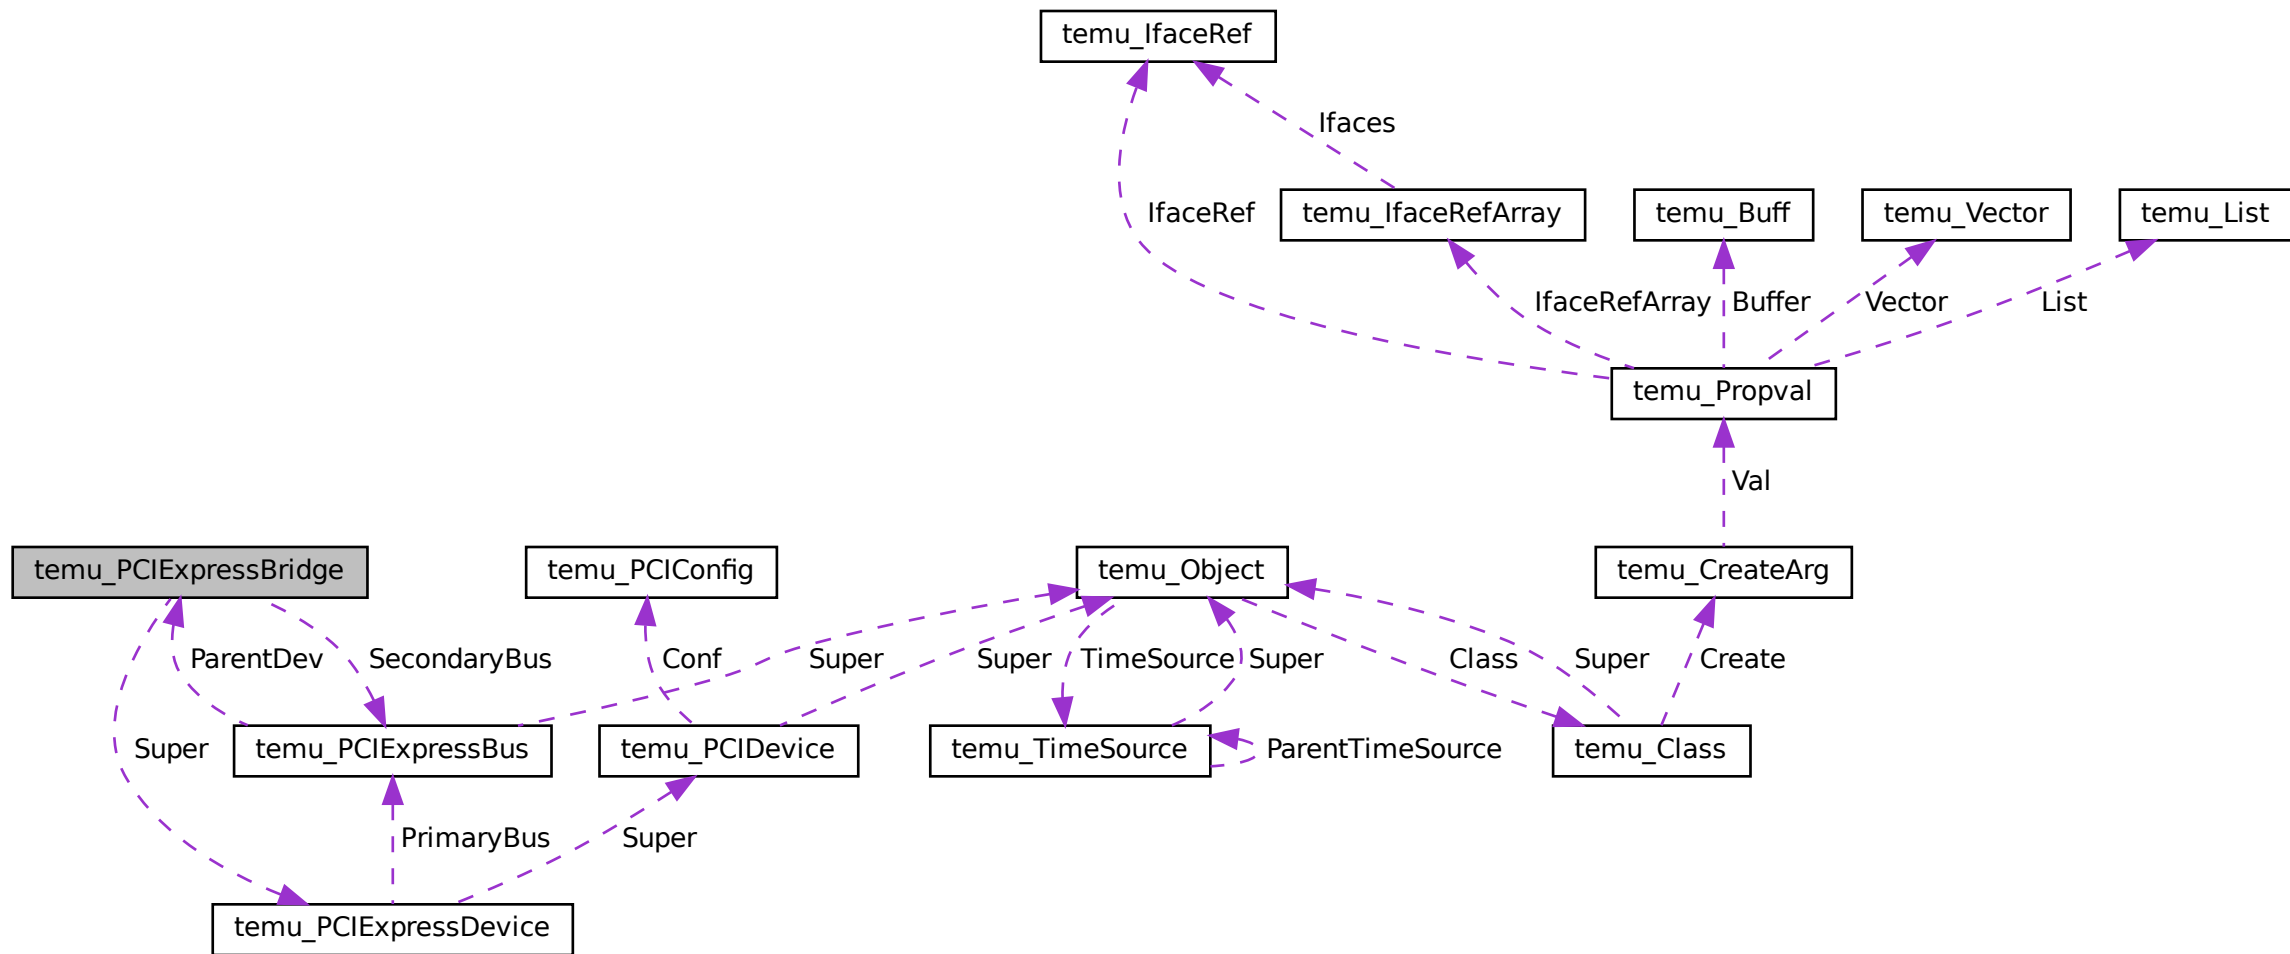 temu_IfaceRef
Ifaces
IfaceRef
temu_IfaceRefArray
temu_Buff
temu_Vector
temu_List
IfaceRefArray
Buffer
Vector
List
temu_Propval
Val
temu_PCIExpressBridge
temu_PCIConfig
temu_Object
temu_CreateArg
ParentDev
SecondaryBus
Conf
Super
Super
TimeSource
Super
Class
Super
Create
Super
temu_PCIExpressBus
temu_PCIDevice
temu_TimeSource
ParentTimeSource
temu_Class
PrimaryBus
Super
temu_PCIExpressDevice